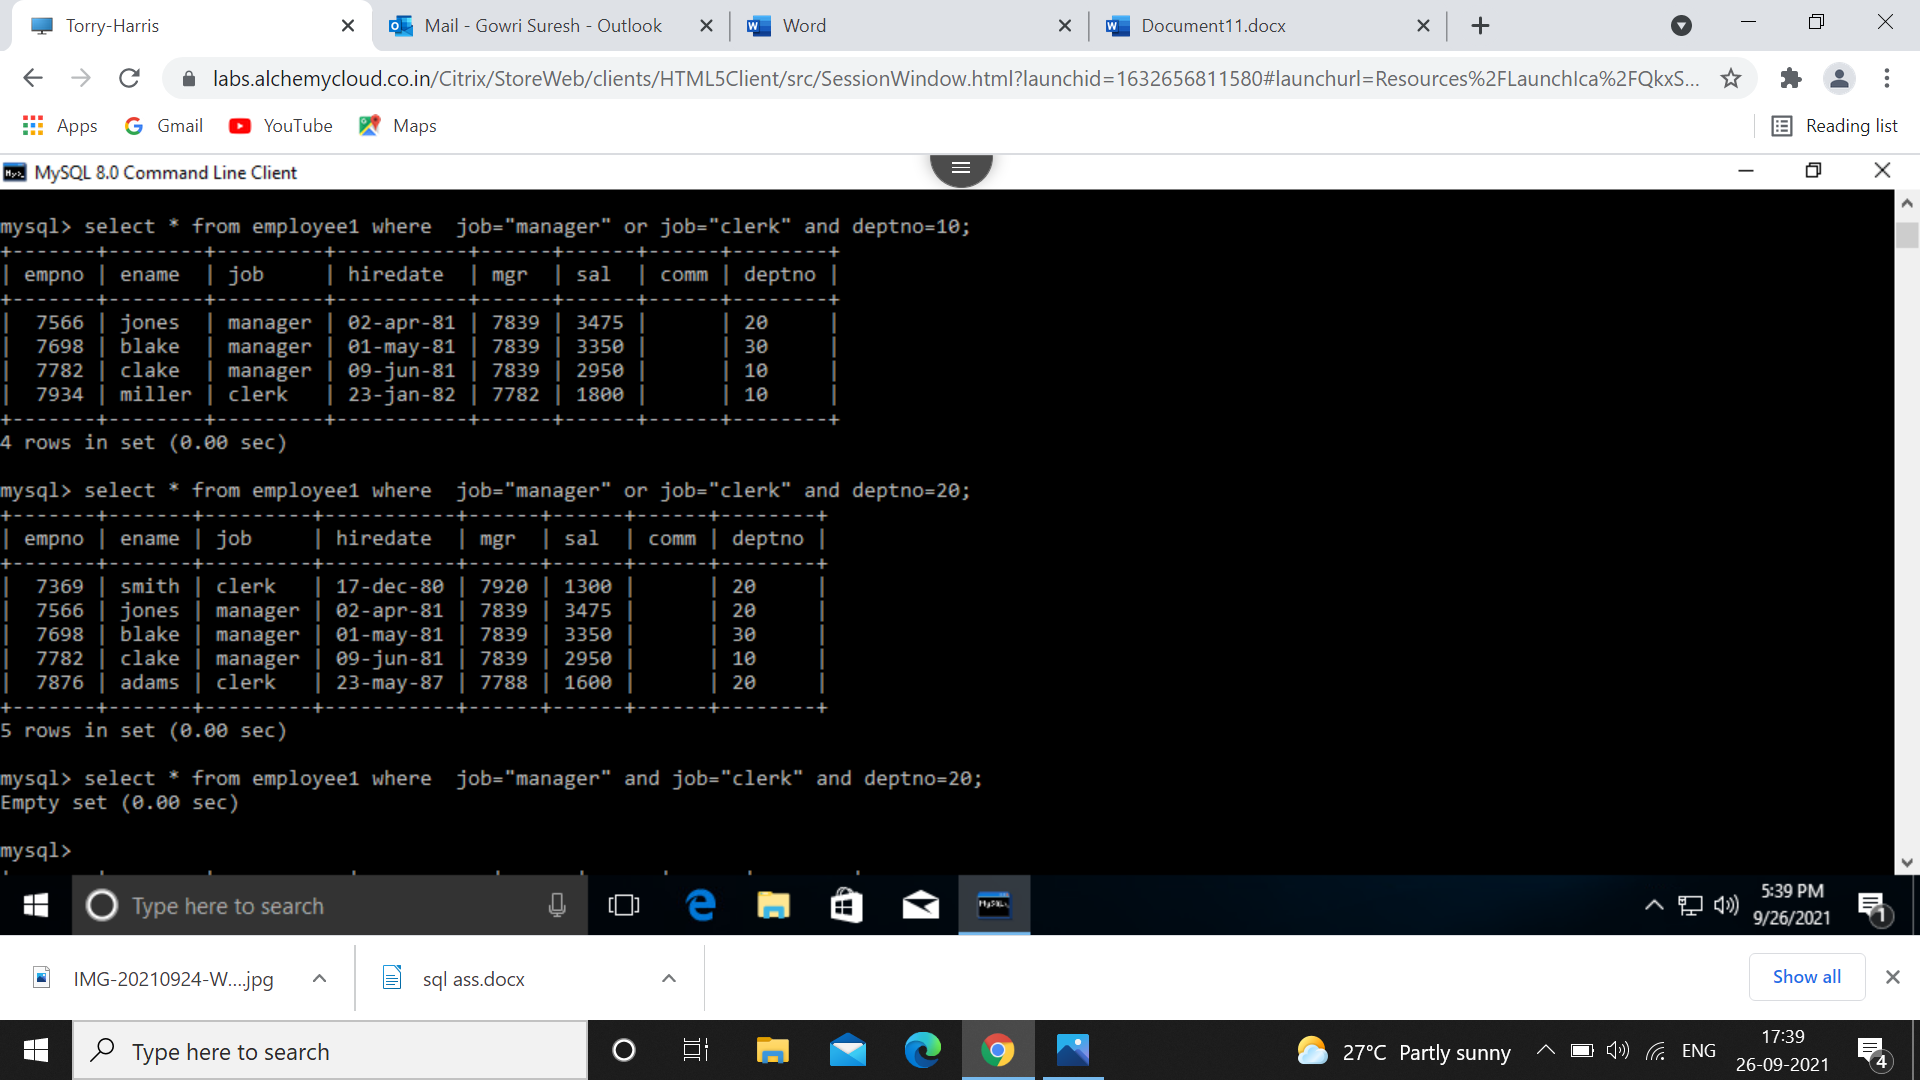 Torry-Harris
Mail - Gowri Suresh - Outlook
Word
Document11.docx
labs.alchemycloud.co.in/Citrix/StoreWeb/clients/HTML5Client/src/SessionWindow.html?launchid=1632656811580#launchurl=Resources%2FLaunchIca%2FQkxS...
Apps
Gmail
YouTube
Maps
Reading list
MySQL 8.0 Command Line Client
mysql> select * from employee1 where  job="manager" or job="clerk" and deptno=10;
+-------+--------+---------+-----------+------+------+------+--------+
| empno | ename  | job     | hiredate  | mgr  | sal  | comm | deptno |
+-------+--------+---------+-----------+------+------+------+--------+
|  7566 | jones  | manager | 02-apr-81 | 7839 | 3475 |      | 20     |
|  7698 | blake  | manager | 01-may-81 | 7839 | 3350 |      | 30     |
|  7782 | clake  | manager | 09-jun-81 | 7839 | 2950 |      | 10     |
|  7934 | miller | clerk   | 23-jan-82 | 7782 | 1800 |      | 10     |
+-------+--------+---------+-----------+------+------+------+--------+
4 rows in set (0.00 sec)
mysql> select * from employee1 where  job="manager" or job="clerk" and deptno=20;
+-------+-------+---------+-----------+------+------+------+--------+
| empno | ename | job     | hiredate  | mgr  | sal  | comm | deptno |
+-------+-------+---------+-----------+------+------+------+--------+
|  7369 | smith | clerk   | 17-dec-80 | 7920 | 1300 |      | 20     |
|  7566 | jones | manager | 02-apr-81 | 7839 | 3475 |      | 20     |
|  7698 | blake | manager | 01-may-81 | 7839 | 3350 |      | 30     |
|  7782 | clake | manager | 09-jun-81 | 7839 | 2950 |      | 10     |
|  7876 | adams | clerk   | 23-may-87 | 7788 | 1600 |      | 20     |
+-------+-------+---------+-----------+------+------+------+--------+
5 rows in set (0.00 sec)
mysql> select * from employee1 where  job="manager" and job="clerk" and deptno=20;
Empty set (0.00 sec)
mysql>
Type here to search
5:39 PM
9/26/2021
1
IMG-20210924-W....jpg
sql ass.docx
Show all
Type here to search
27°C Partly sunny
ENG
17:39
26-09-2021
4